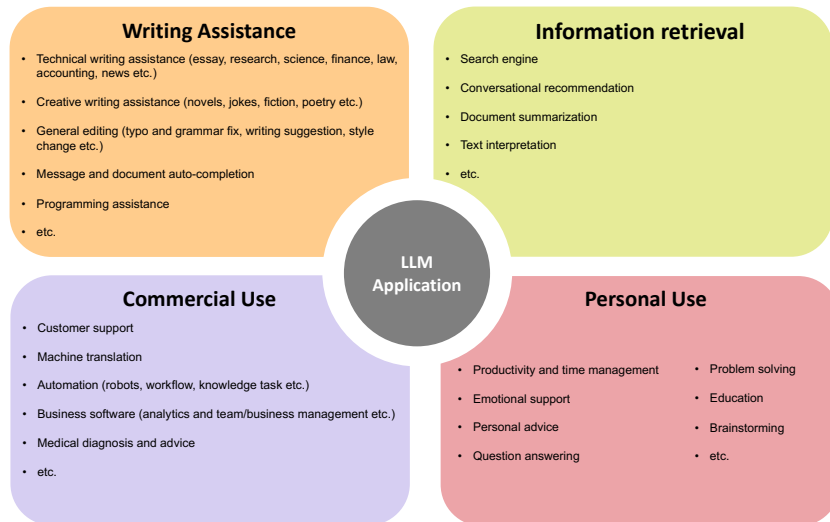 Writing Assistance
• Technical writing assistance (essay, research, science, finance, law,
accounting, news etc.)
• Creative writing assistance (novels, jokes, fiction, poetry etc.)
• General editing (typo and grammar fix, writing suggestion, style
change etc.)
• Message and document auto-completion
• Programming assistance
• etc.
Information retrieval
• Search engine
• Conversational recommendation
• Document summarization
• Text interpretation
• etc.
LLM
Application
Commercial Use
• Customer support
• Machine translation
• Automation (robots, workflow, knowledge task etc.)
• Business software (analytics and team/business management etc.)
• Medical diagnosis and advice
• etc.
Personal Use
• Productivity and time management
• Emotional support
• Personal advice
• Question answering
• Problem solving
• Education
• Brainstorming
• etc.